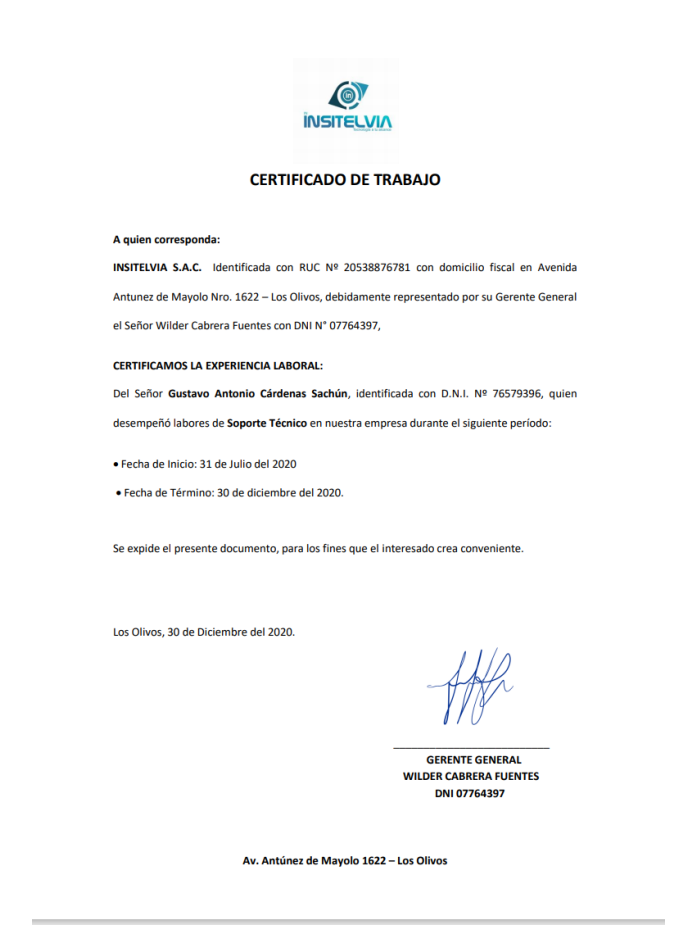 INSITELVIA
CERTIFICADO DE TRABAJO
A quien corresponda:
INSITELVIA S.A.C. Identificada con RUC Nº 20538876781 con domicilio fiscal en Avenida
Antunez de Mayolo Nro. 1622 – Los Olivos, debidamente representado por su Gerente General
el Señor Wilder Cabrera Fuentes con DNI N° 07764397,
CERTIFICAMOS LA EXPERIENCIA LABORAL:
Del Señor Gustavo Antonio Cárdenas Sachún, identificada con D.N.I. Nº 76579396, quien
desempeñó labores de Soporte Técnico en nuestra empresa durante el siguiente período:
• Fecha de Inicio: 31 de Julio del 2020
• Fecha de Término: 30 de diciembre del 2020.
Se expide el presente documento, para los fines que el interesado crea conveniente.
Los Olivos, 30 de Diciembre del 2020.
GERENTE GENERAL
WILDER CABRERA FUENTES
DNI 07764397
Av. Antúnez de Mayolo 1622 – Los Olivos